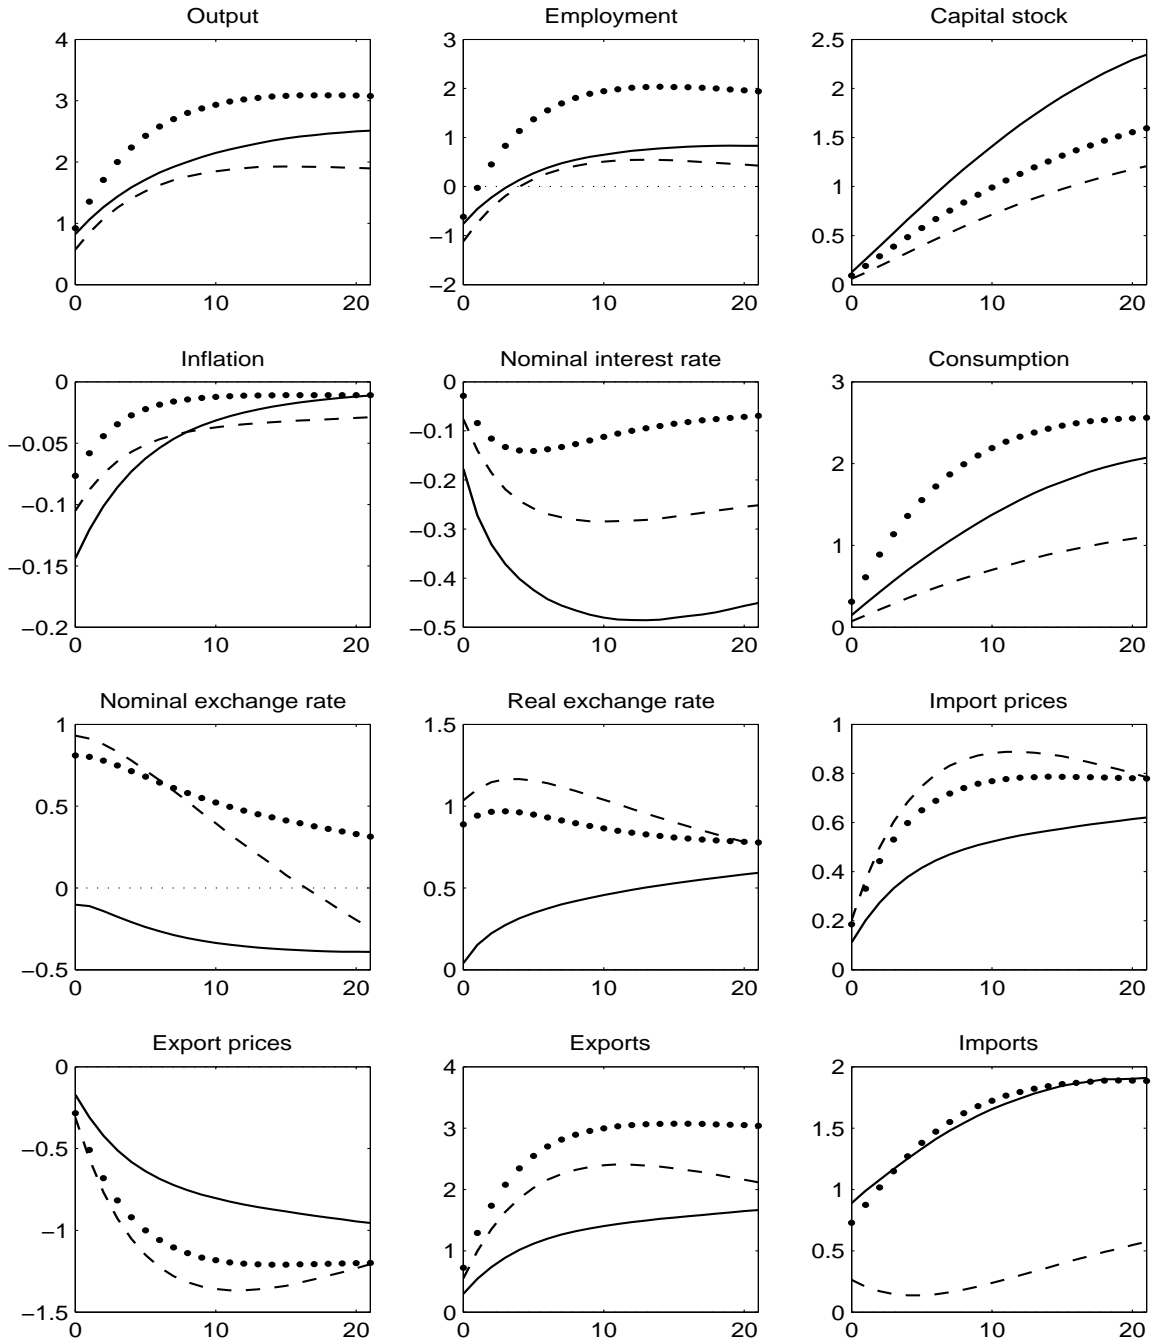 Output Employment Capital stock
4 3 2.5
3 2 2
2 1 1.5
1 0 1
0 −1 0.5
−2 0
0 10 20 0 10 20 0 10 20
Inflation Nominal interest rate Consumption
0 0 3
−0.05 −0.1 2
−0.1 −0.2 1
−0.15 −0.3 0
−0.2 −0.4
−0.5
0 10 20 0 10 20 0 10 20
Nominal exchange rate Real exchange rate Import prices
1 1.5 1
0.5 1 0.8
0 0.5 0.6
−0.5 0 0.4
0.2
0
0 10 20 0 10 20 0 10 20
Export prices Exports Imports
0 4 2
−0.5 3 1.5
−1 2 1
−1.5 1 0.5
0 0
0 10 20 0 10 20 0 10 20